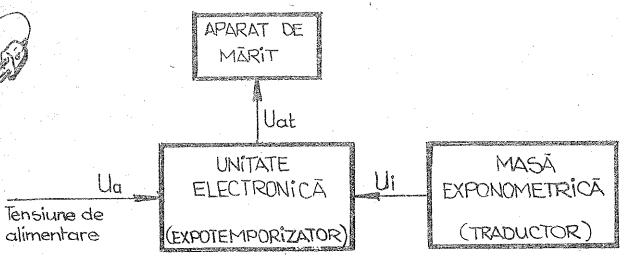 APARAT DE
MĂRIT
Uat
UNITATE
ELECTRONICĂ
(EXPOTEMPORIZATOR)
Ua
Tensiune de
alimentare
Ui
MASĂ
EXPONOMETRICĂ
(TRADUCTOR)